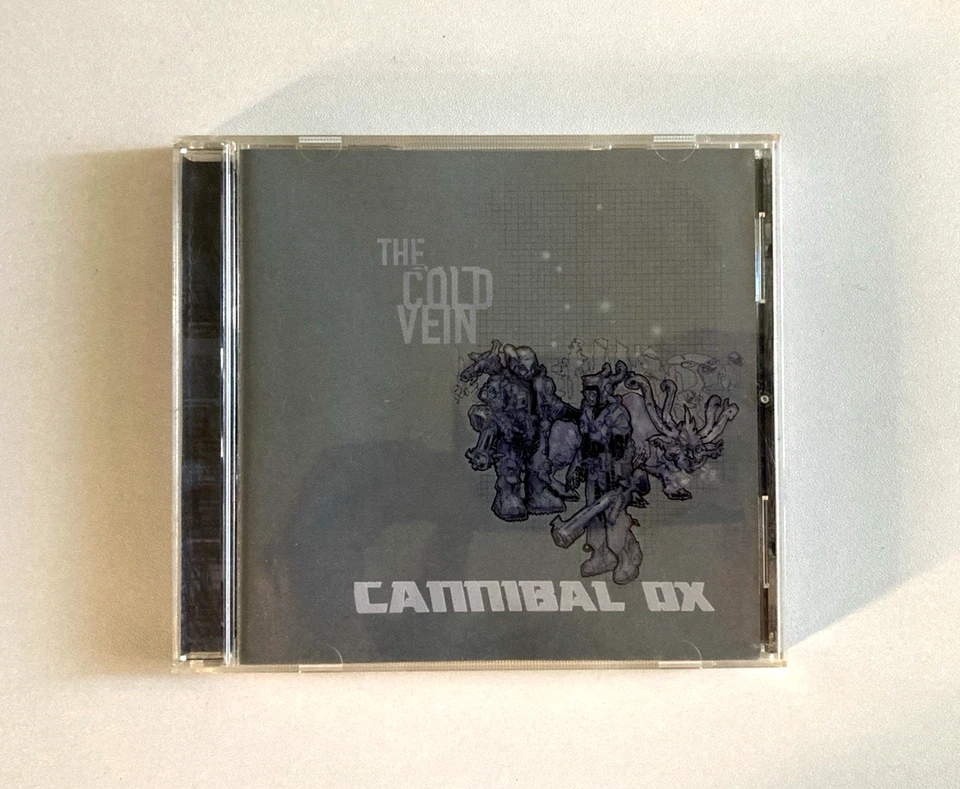 THE
COLD
VEIN
CANNIBAL OX